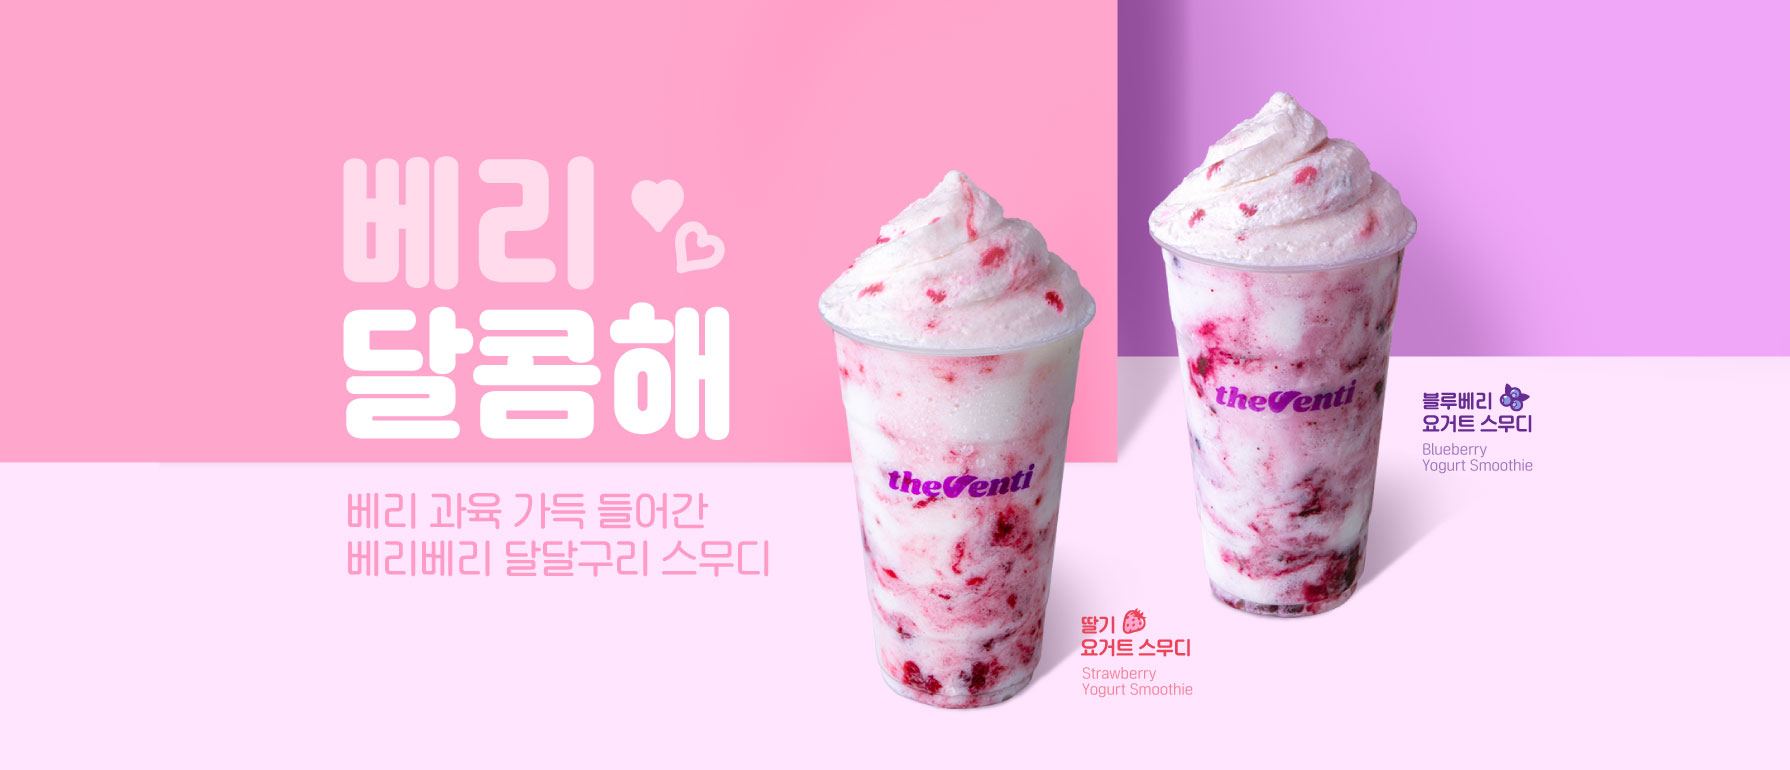 베리
달콤해
베리 과육 가득 들어간
베리베리 달달구리 스무디
theVenti
딸기
요거트 스무디
Strawberry
Yogurt Smoothie
theVenti
블루베리
요거트 스무디
Blueberry
Yogurt Smoothie